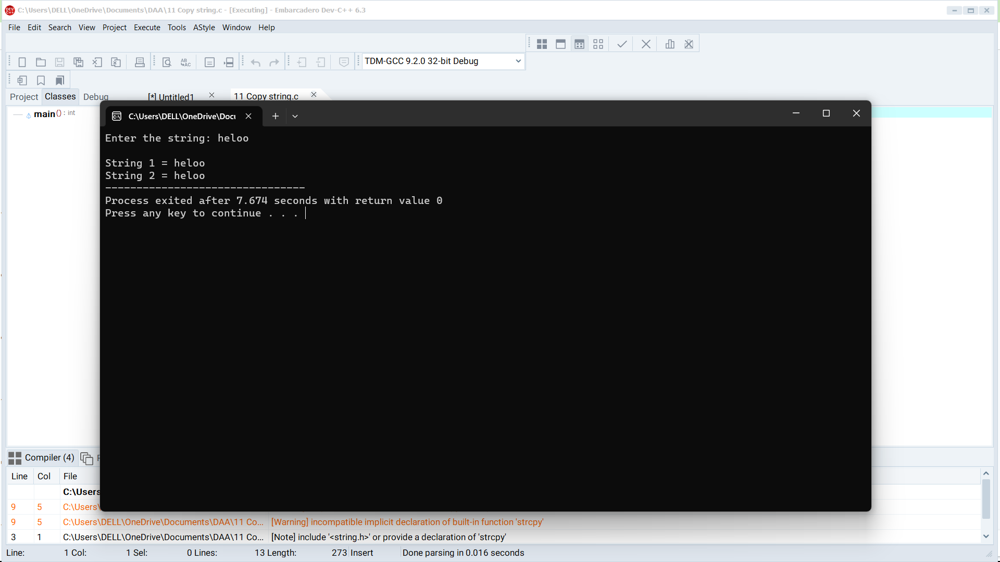 C:\Users\DELL\OneDrive\Documents\DAA\11 Copy string.c - [Executing] - Embarcadero Dev-C++ 6.3
File Edit Search View Project Execute Tools AStyle Window Help
TDM-GCC 9.2.0 32-bit Debug
Project Classes Debug [*] Untitled1 11 Copy string.c
main() : int
C:\Users\DELL\OneDrive\Docu
Enter the string: heloo
String 1 = heloo
String 2 = heloo
--------------------------------
Process exited after 7.674 seconds with return value 0
Press any key to continue . . .
Compiler (4)
Line Col File
C:\Users
9 5 C:\Users\
9 5 C:\Users\DELL\OneDrive\Documents\DAA\11 Co... [Warning] incompatible implicit declaration of built-in function 'strcpy'
3 1 C:\Users\DELL\OneDrive\Documents\DAA\11 Co... [Note] include '<string.h>' or provide a declaration of 'strcpy'
Line: 1 Col: 1 Sel: 0 Lines: 13 Length: 273 Insert Done parsing in 0.016 seconds